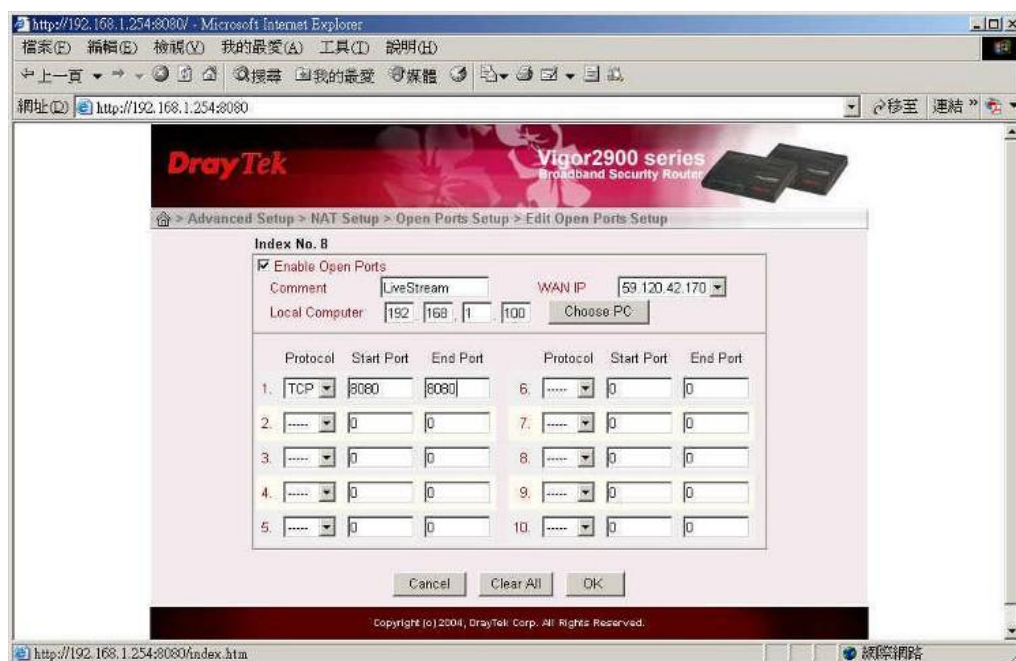 http://192.168.1.254:8080/ - Microsoft Internet Explorer
檔案(F) 編輯(E) 檢視(V) 我的最愛(A) 工具(T) 說明(H)
上一頁 搜尋 我的最愛 媒體
網址(D) http://192.168.1.254:8080 移至 連結 »
DrayTek
Vigor2900 series
Broadband Security Router
> Advanced Setup > NAT Setup > Open Ports Setup > Edit Open Ports Setup
Index No. 8
Enable Open Ports
Comment LiveStream WAN IP 59.120.42.170
Local Computer 192 . 168 . 1 . 100 Choose PC
Protocol Start Port End Port Protocol Start Port End Port
1. TCP 8080 8080 6. ----- 0 0
2. ----- 0 0 7. ----- 0 0
3. ----- 0 0 8. ----- 0 0
4. ----- 0 0 9. ----- 0 0
5. ----- 0 0 10. ----- 0 0
Cancel Clear All OK
Copyright (c) 2004, DrayTek Corp. All Rights Reserved.
http://192.168.1.254:8080/index.htm 網際網路